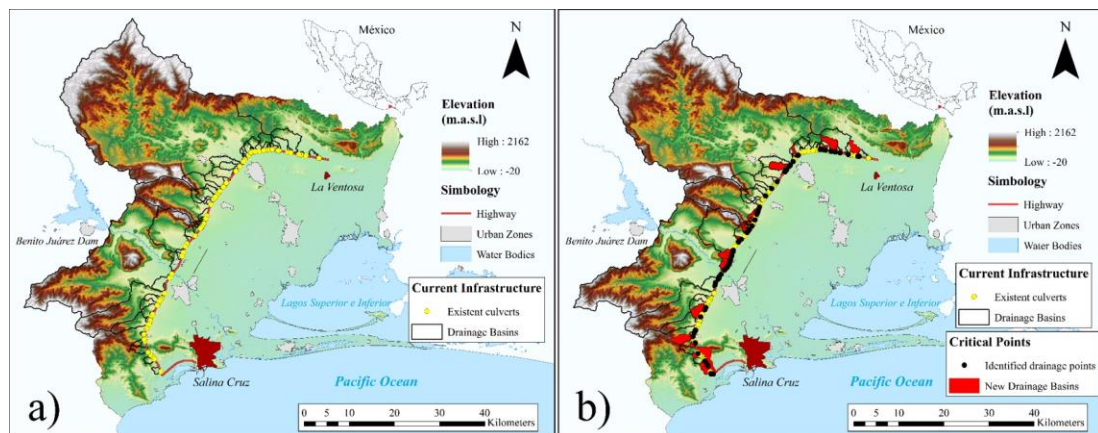 México
N
Elevation
(m.a.s.l)
High : 2162
Low : -20
Simbology
Highway
Urban Zones
Water Bodies
Current Infrastructure
Existent culverts
Drainage Basins
La Ventosa
Benito Juárez Dam
Lagos Superior e Inferior
Salina Cruz
Pacific Ocean
a)
0 5 10 20 30 40
Kilometers
México
N
Elevation
(m.a.s.l)
High : 2162
Low : -20
Simbology
Highway
Urban Zones
Water Bodies
Current Infrastructure
Existent culverts
Drainage Basins
Critical Points
Identified drainage points
New Drainage Basins
La Ventosa
Benito Juárez Dam
Lagos Superior e Inferior
Salina Cruz
Pacific Ocean
b)
0 5 10 20 30 40
Kilometers